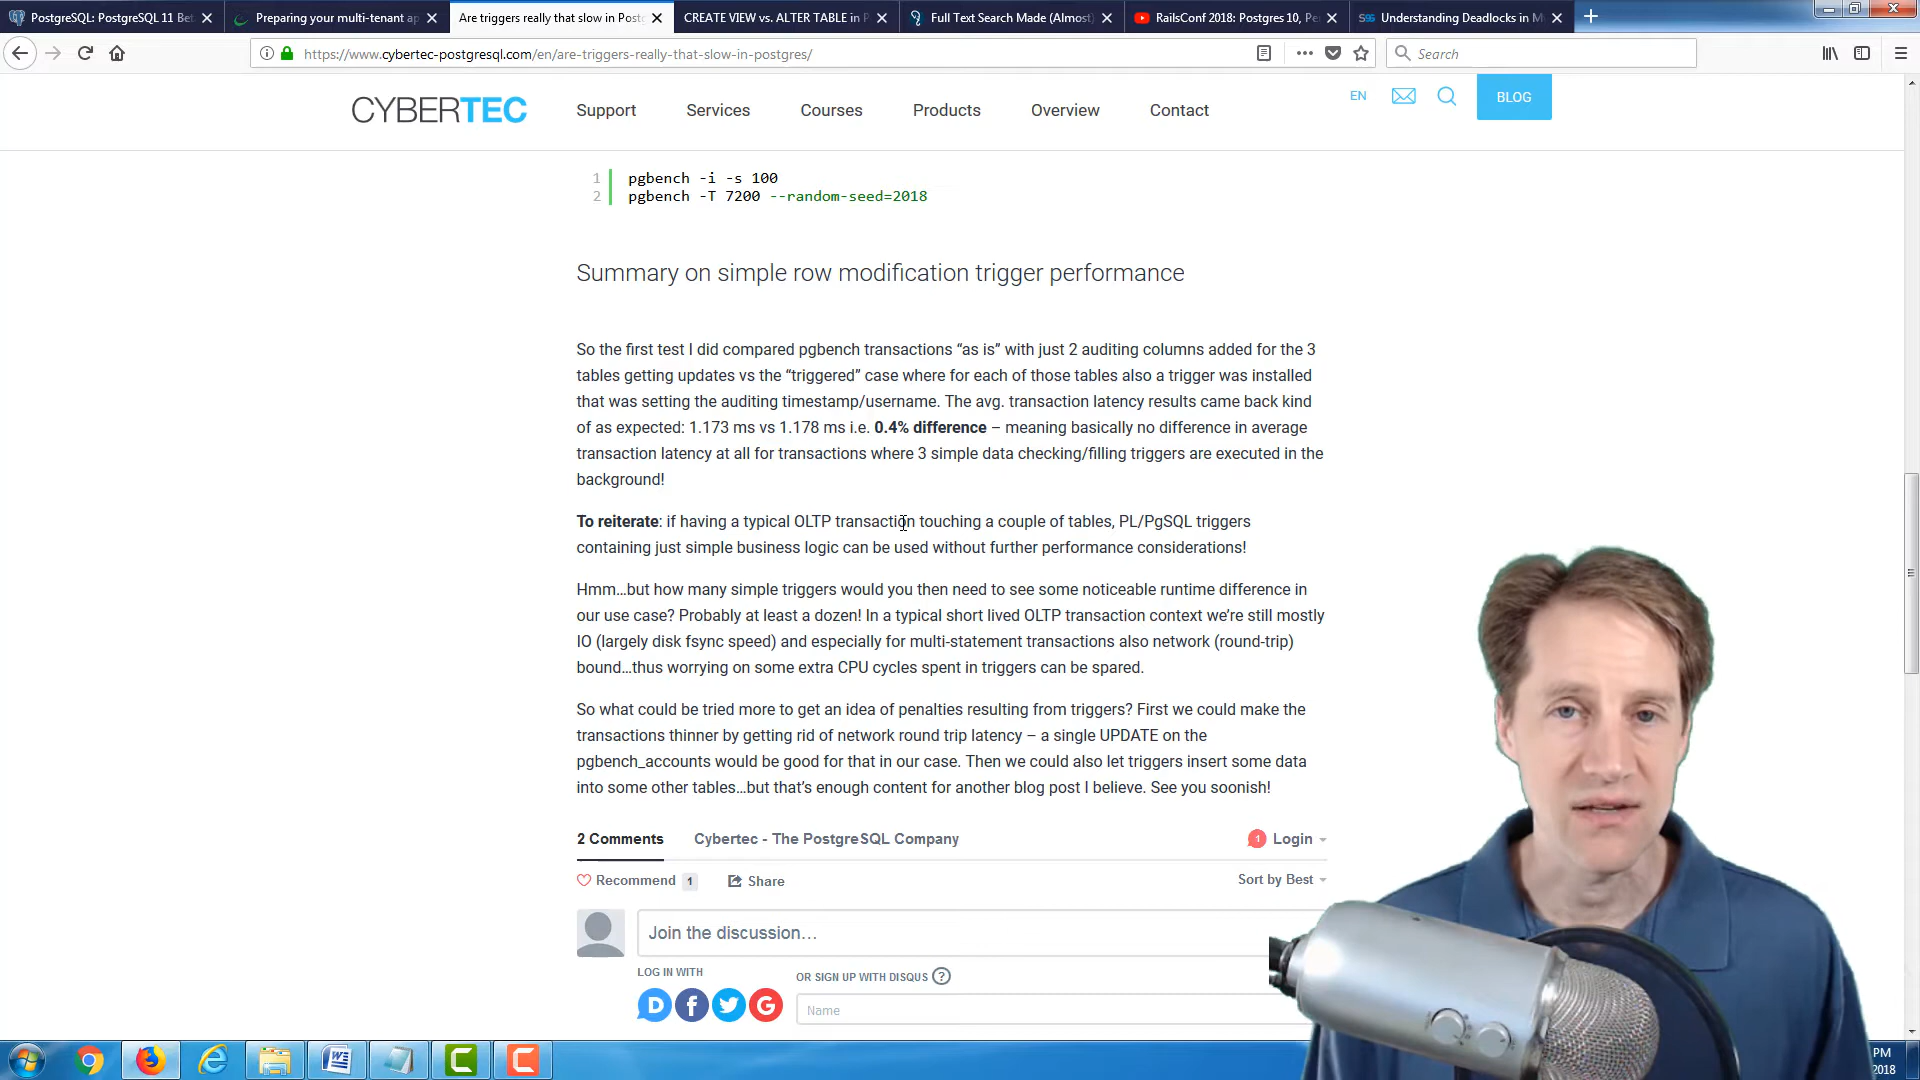 PostgreSQL: PostgreSQL 11 Bet
Preparing your multi-tenant ap
Are triggers really that slow in Post
CREATE VIEW vs. ALTER TABLE in P
Full Text Search Made (Almost)
RailsConf 2018: Postgres 10, Pe
Understanding Deadlocks in M
https://www.cybertec-postgresql.com/en/are-triggers-really-that-slow-in-postgres/
Search
CYBERTEC
Support
Services
Courses
Products
Overview
Contact
EN
BLOG
1 pgbench -i -s 100
2 pgbench -T 7200 --random-seed=2018
Summary on simple row modification trigger performance
So the first test I did compared pgbench transactions “as is” with just 2 auditing columns added for the 3
tables getting updates vs the “triggered” case where for each of those tables also a trigger was installed
that was setting the auditing timestamp/username. The avg. transaction latency results came back kind
of as expected: 1.173 ms vs 1.178 ms i.e. 0.4% difference – meaning basically no difference in average
transaction latency at all for transactions where 3 simple data checking/filling triggers are executed in the
background!
To reiterate: if having a typical OLTP transaction touching a couple of tables, PL/PgSQL triggers
containing just simple business logic can be used without further performance considerations!
Hmm…but how many simple triggers would you then need to see some noticeable runtime difference in
our use case? Probably at least a dozen! In a typical short lived OLTP transaction context we’re still mostly
IO (largely disk fsync speed) and especially for multi-statement transactions also network (round-trip)
bound…thus worrying on some extra CPU cycles spent in triggers can be spared.
So what could be tried more to get an idea of penalties resulting from triggers? First we could make the
transactions thinner by getting rid of network round trip latency – a single UPDATE on the
pgbench_accounts would be good for that in our case. Then we could also let triggers insert some data
into some other tables…but that’s enough content for another blog post I believe. See you soonish!
2 Comments
Cybertec - The PostgreSQL Company
1 Login
Recommend 1
Share
Sort by Best
Join the discussion…
LOG IN WITH
OR SIGN UP WITH DISQUS ?
Name
PM
2018